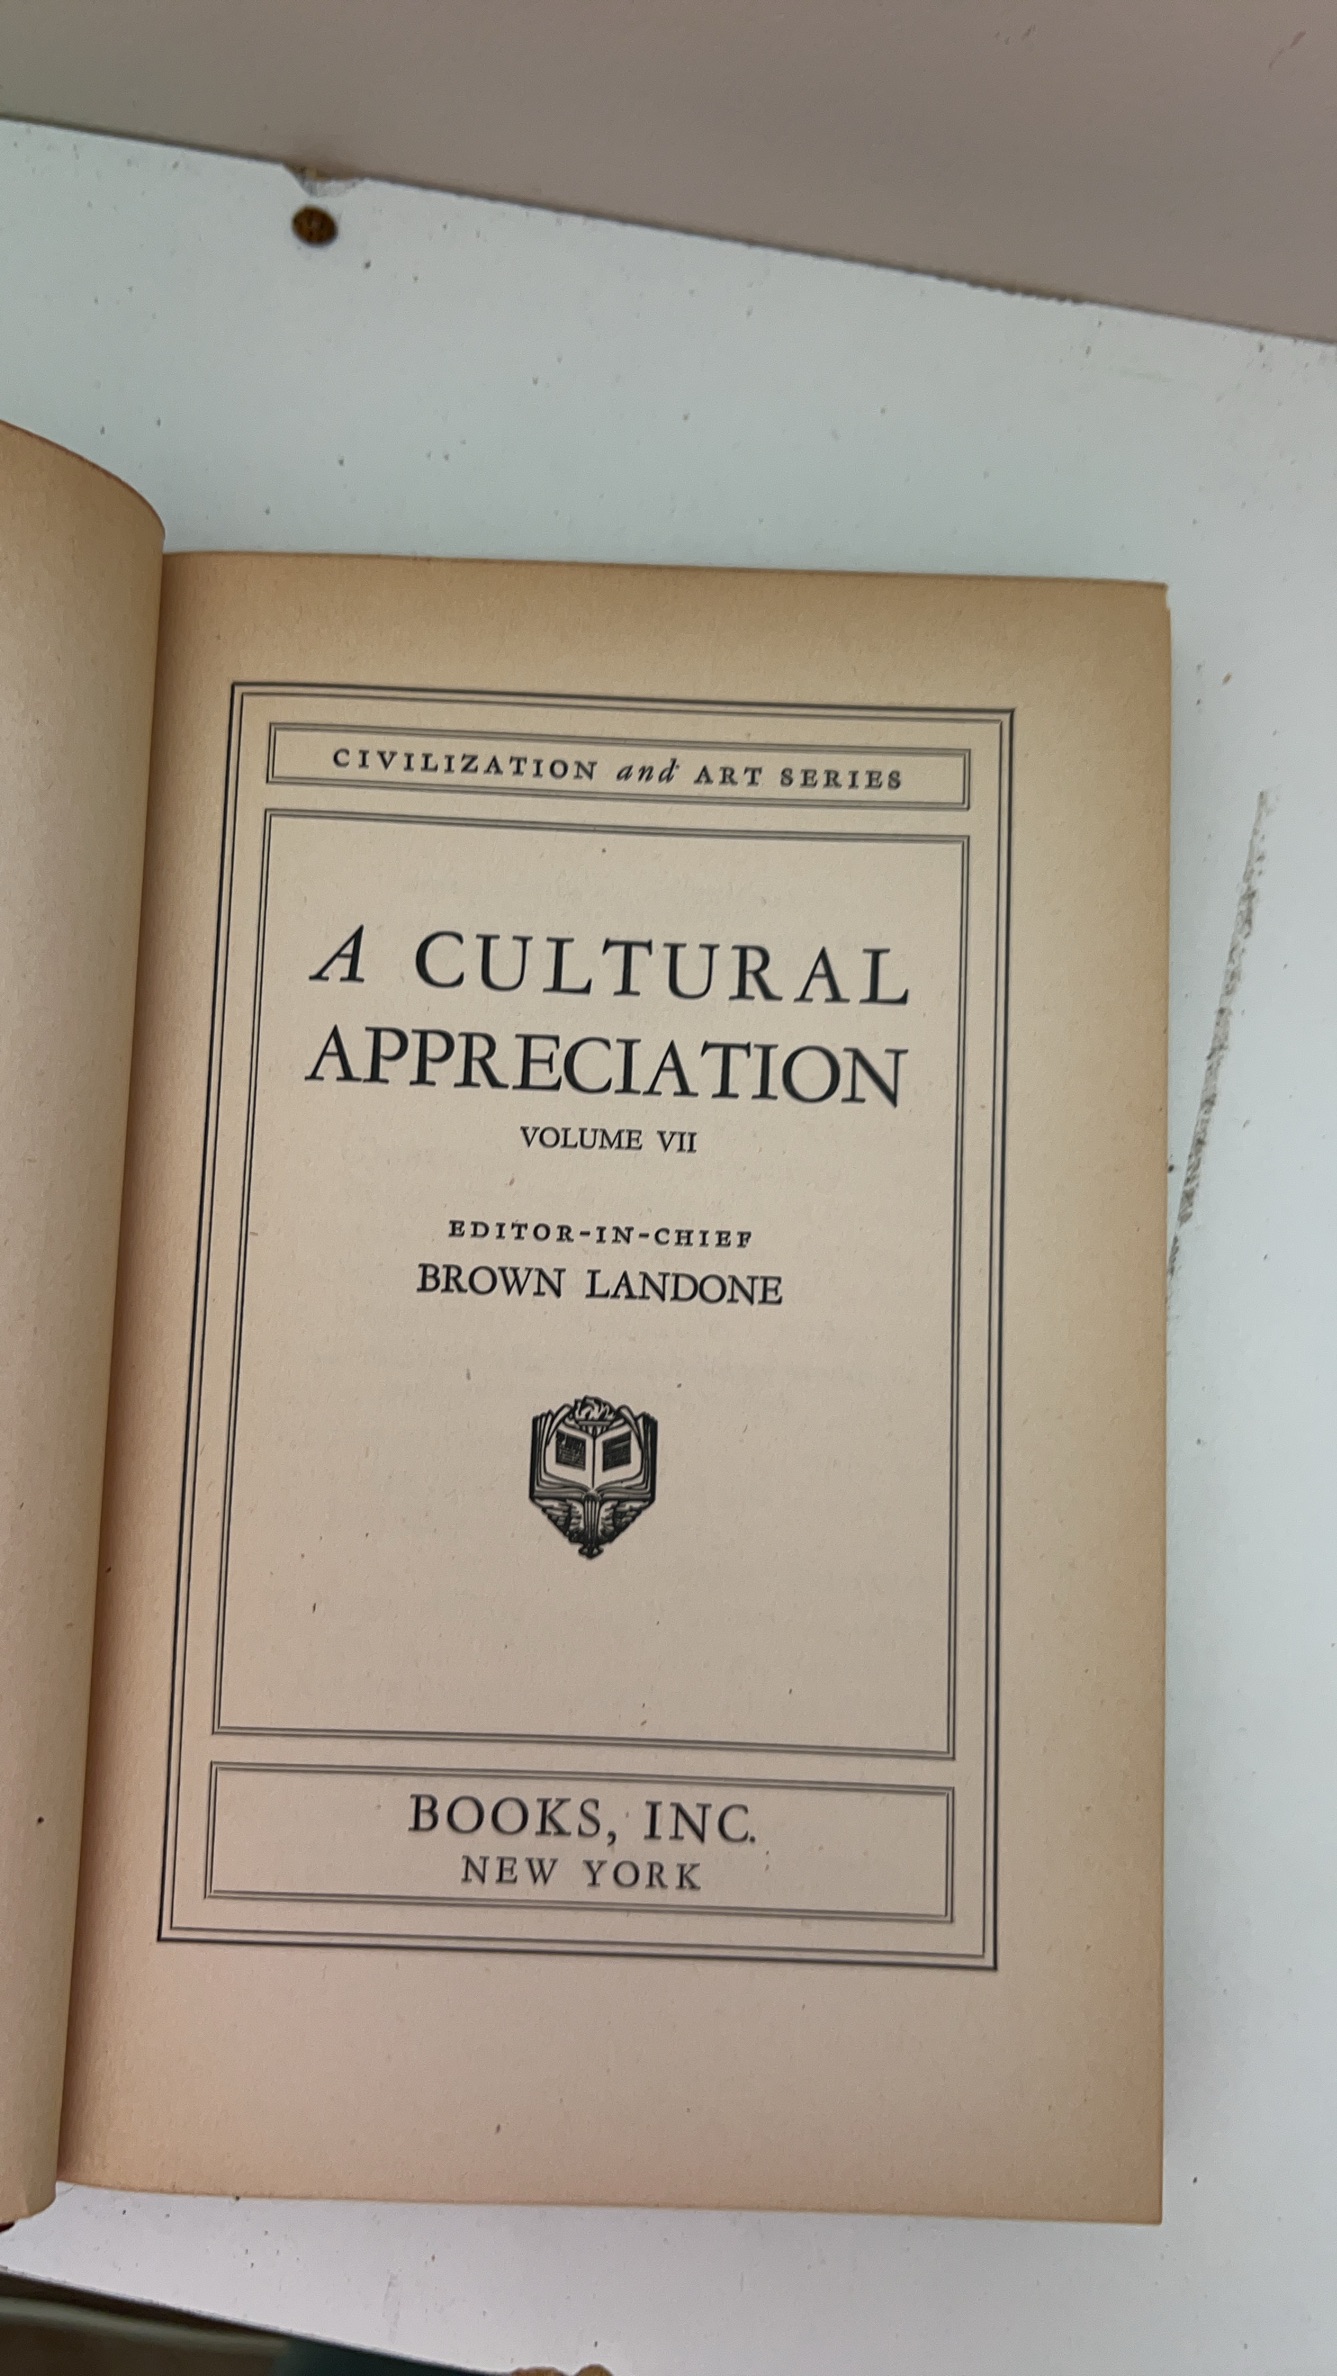 CIVILIZATION and ART SERIES
A CULTURAL
APPRECIATION
VOLUME VII
EDITOR-IN-CHIEF
BROWN LANDONE
BOOKS, INC.
NEW YORK